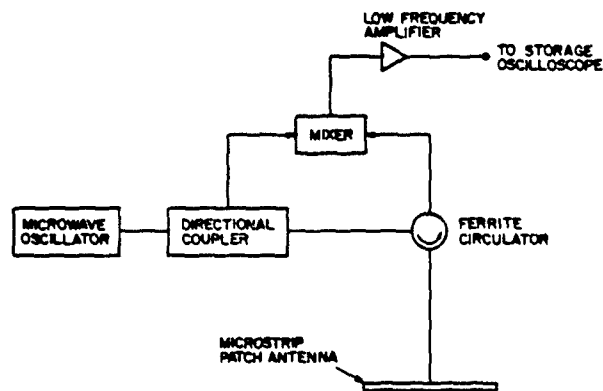 LOW FREQUENCY
AMPLIFIER
TO STORAGE
OSCILLOSCOPE
MIXER
MICROWAVE
OSCILLATOR
DIRECTIONAL
COUPLER
FERRITE
CIRCULATOR
MICROSTRIP
PATCH ANTENNA